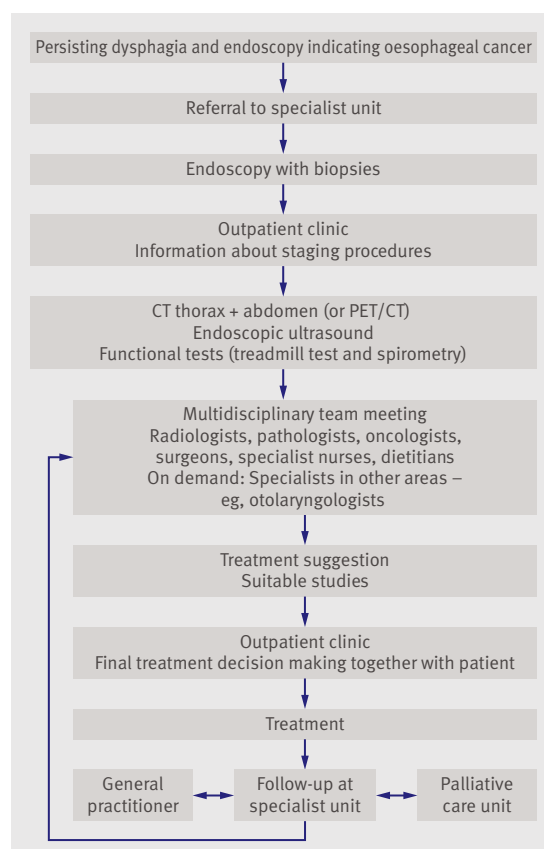 Persisting dysphagia and endoscopy indicating oesophageal cancer
Referral to specialist unit
Endoscopy with biopsies
Outpatient clinic
Information about staging procedures
CT thorax + abdomen (or PET/CT)
Endoscopic ultrasound
Functional tests (treadmill test and spirometry)
Multidisciplinary team meeting
Radiologists, pathologists, oncologists,
surgeons, specialist nurses, dietitians
On demand: Specialists in other areas –
eg, otolaryngologists
Treatment suggestion
Suitable studies
Outpatient clinic
Final treatment decision making together with patient
Treatment
General
practitioner
Follow-up at
specialist unit
Palliative
care unit